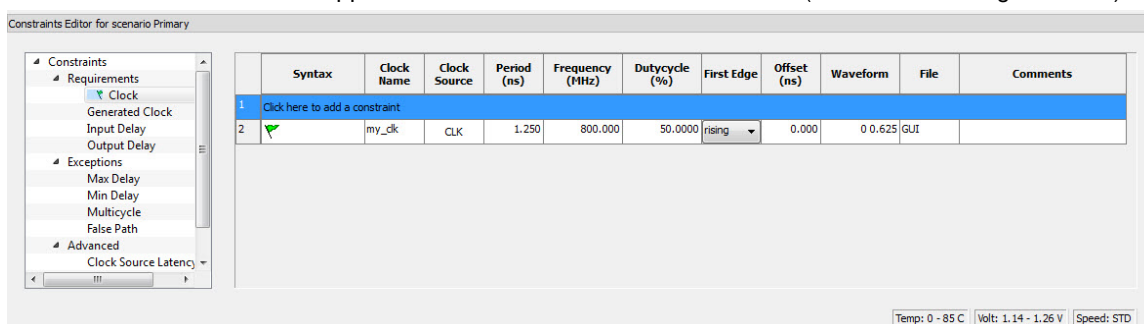 Constraints Editor for scenario Primary
Constraints
Requirements
Clock
Generated Clock
Input Delay
Output Delay
Exceptions
Max Delay
Min Delay
Multicycle
False Path
Advanced
Clock Source Latency
Syntax Clock Name Clock Source Period (ns) Frequency (MHz) Dutycycle (%) First Edge Offset (ns) Waveform File Comments
1 Click here to add a constraint
2 my_clk CLK 1.250 800.000 50.0000 rising 0.000 0 0.625 GUI
Temp: 0 - 85 C Volt: 1.14 - 1.26 V Speed: STD